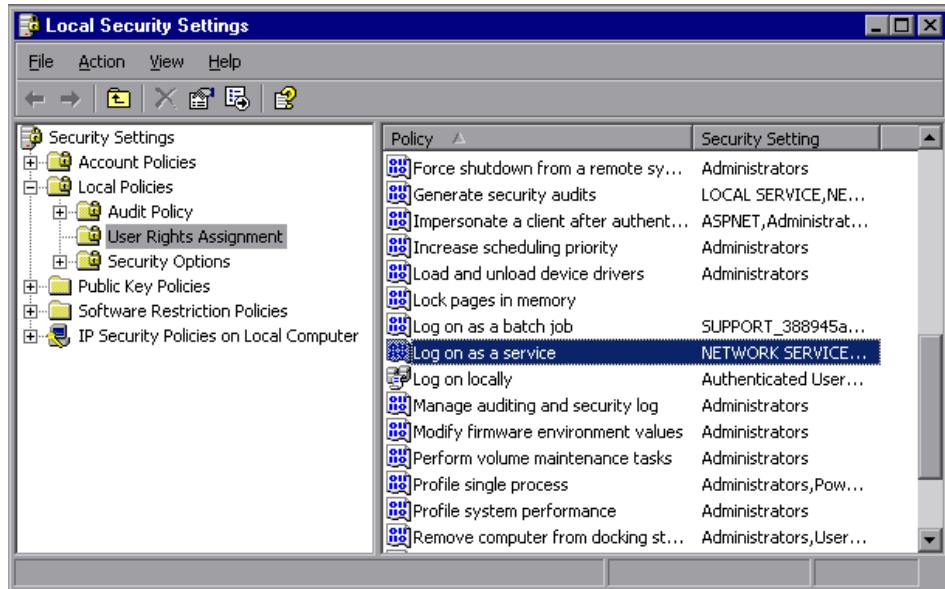 Local Security Settings
File Action View Help
Security Settings
Account Policies
Local Policies
Audit Policy
User Rights Assignment
Security Options
Public Key Policies
Software Restriction Policies
IP Security Policies on Local Computer
Policy Security Setting
Force shutdown from a remote sy... Administrators
Generate security audits LOCAL SERVICE,NE...
Impersonate a client after authent... ASPNET,Administrat...
Increase scheduling priority Administrators
Load and unload device drivers Administrators
Lock pages in memory
Log on as a batch job SUPPORT_388945a...
Log on as a service NETWORK SERVICE...
Log on locally Authenticated User...
Manage auditing and security log Administrators
Modify firmware environment values Administrators
Perform volume maintenance tasks Administrators
Profile single process Administrators,Pow...
Profile system performance Administrators
Remove computer from docking st... Administrators,User...